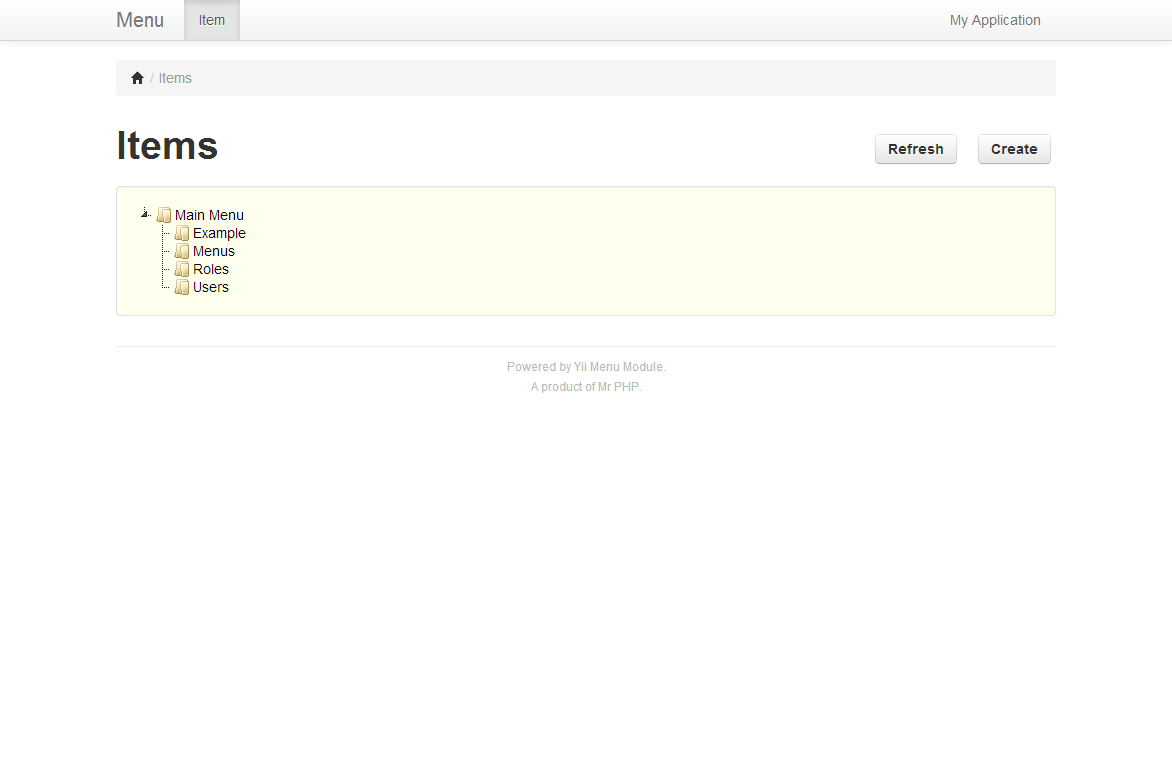 Menu Item My Application
/ Items
Items
Refresh Create
Main Menu
Example
Menus
Roles
Users
Powered by Yii Menu Module.
A product of Mr PHP.